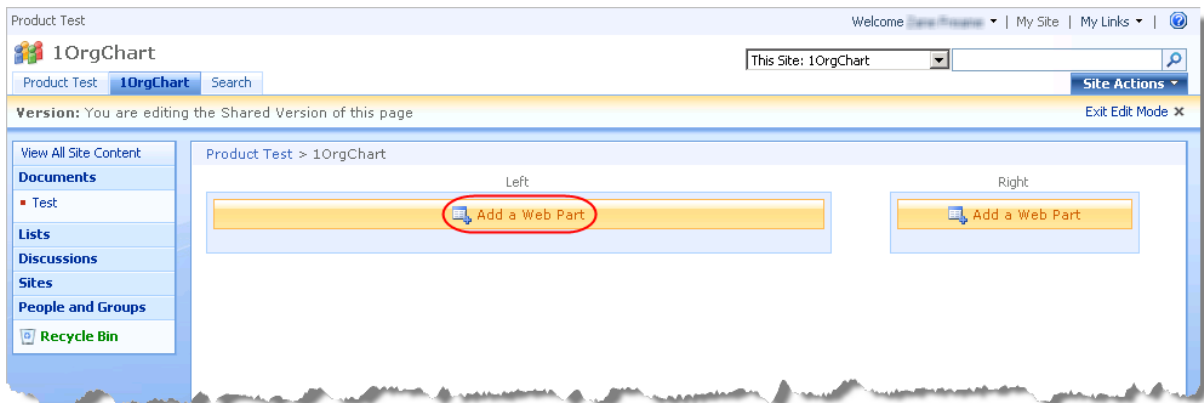 Product Test
Welcome ▾ | My Site | My Links ▾ |
1OrgChart
This Site: 1OrgChart
Product Test 1OrgChart Search
Site Actions
Version: You are editing the Shared Version of this page
Exit Edit Mode ×
View All Site Content
Documents
Test
Lists
Discussions
Sites
People and Groups
Recycle Bin
Product Test > 1OrgChart
Left
Add a Web Part
Right
Add a Web Part